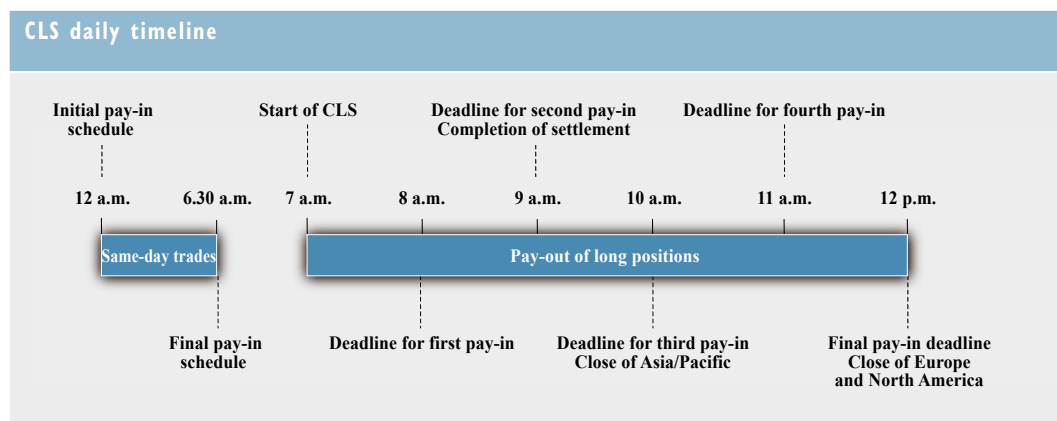 CLS daily timeline
Initial pay-in
schedule
Start of CLS
Deadline for second pay-in
Completion of settlement
Deadline for fourth pay-in
12 a.m.
6.30 a.m.
7 a.m.
8 a.m.
9 a.m.
10 a.m.
11 a.m.
12 p.m.
Same-day trades
Pay-out of long positions
Final pay-in
schedule
Deadline for first pay-in
Deadline for third pay-in
Close of Asia/Pacific
Final pay-in deadline
Close of Europe
and North America